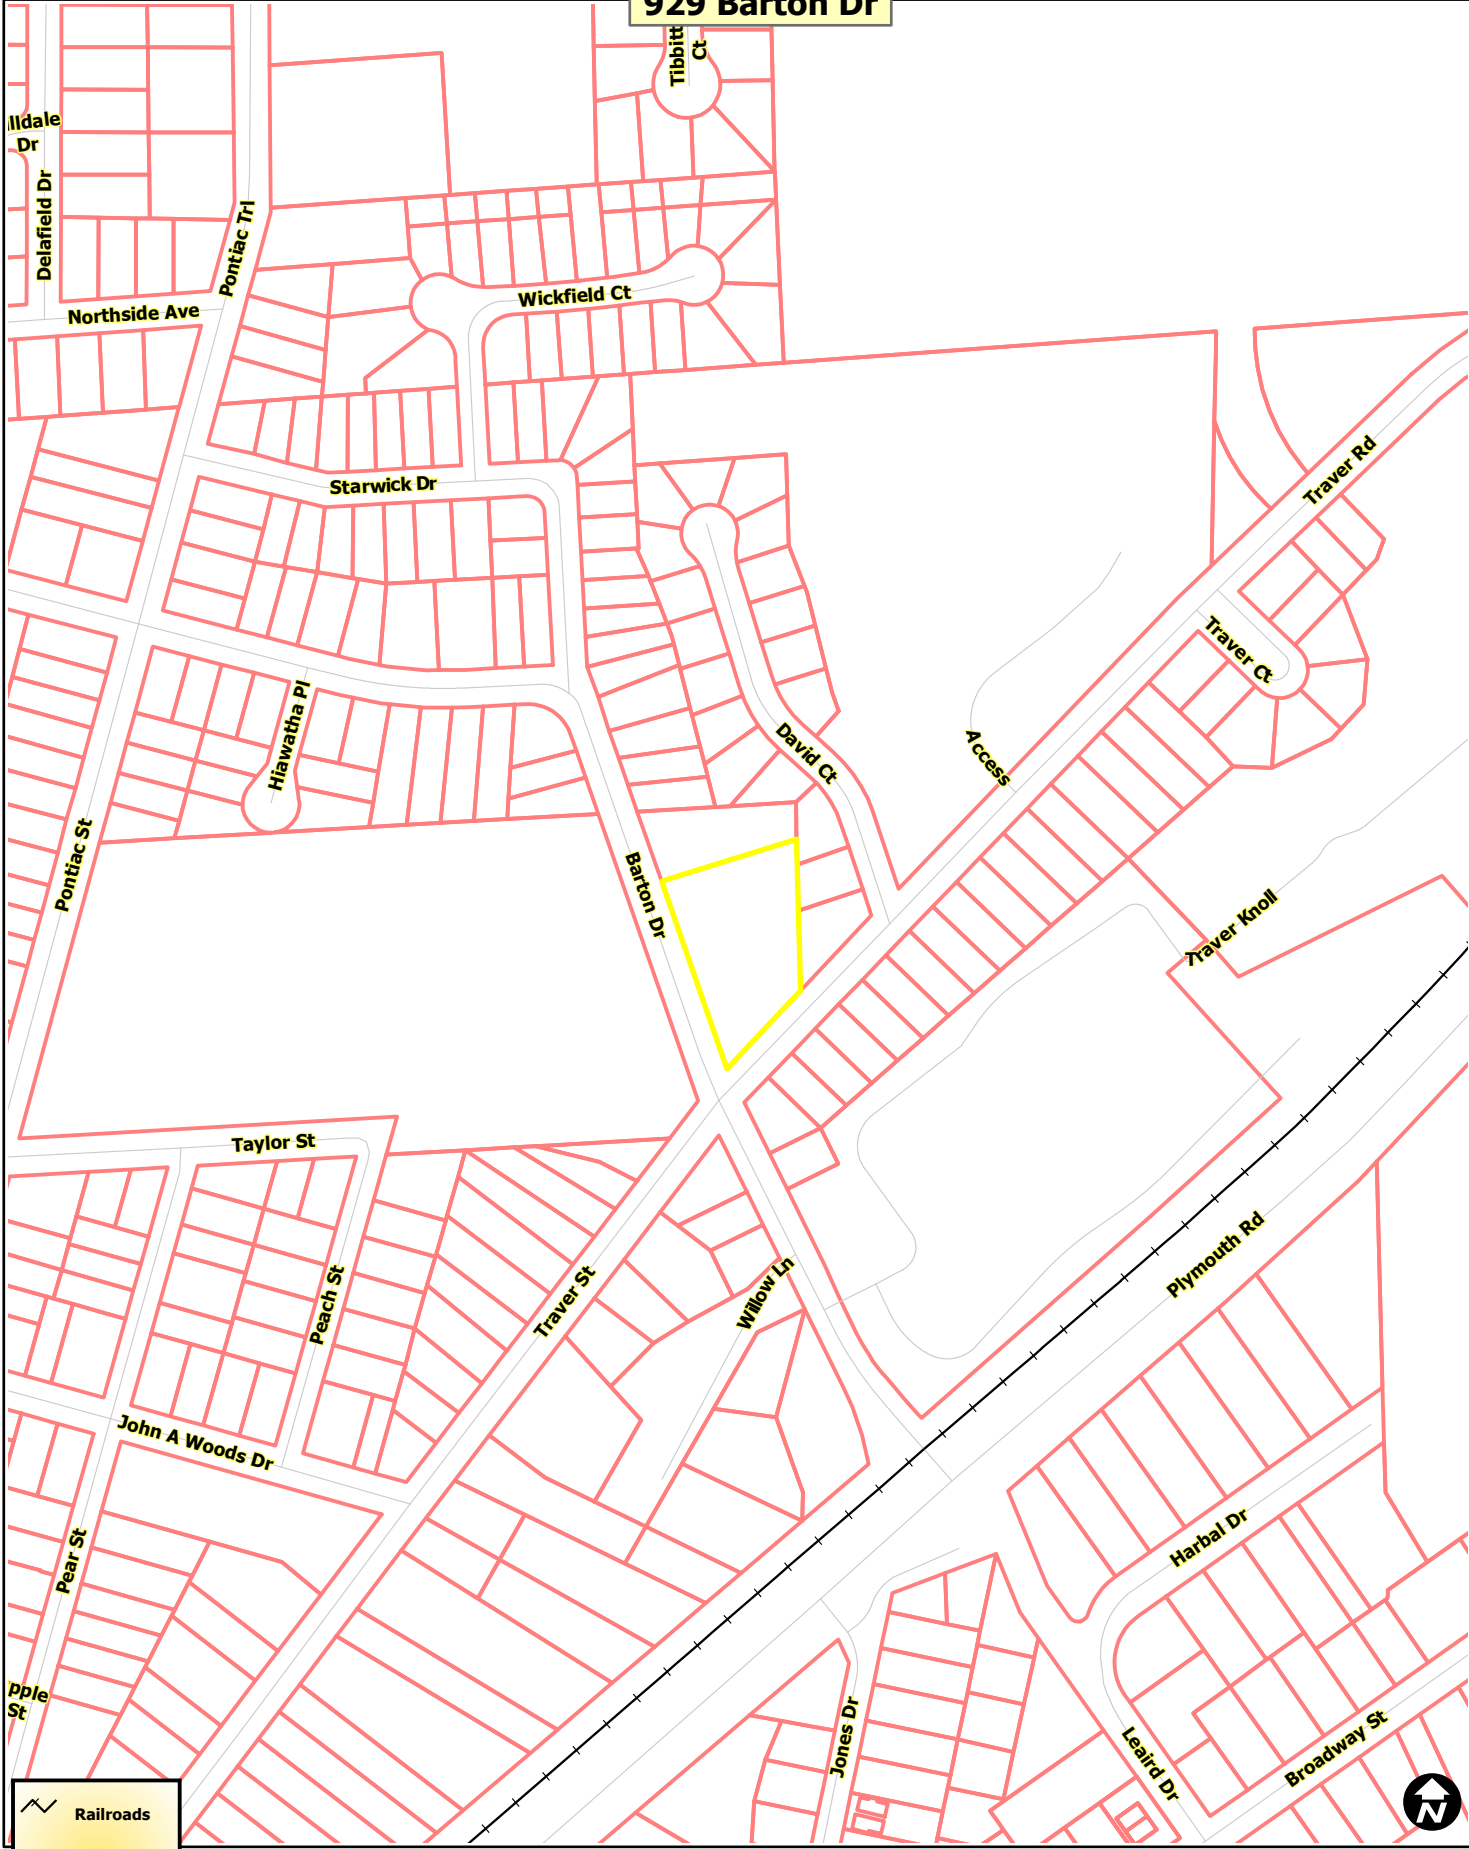 929 Barton Dr
Tibbitt
Ct
lldale
Dr
Delafield Dr
Pontiac Trl
Northside Ave
Wickfield Ct
Starwick Dr
Traver Rd
Traver Ct
Hiawatha Pl
David Ct
Access
Pontiac St
Barton Dr
Traver Knoll
Taylor St
Peach St
Traver St
Willow Ln
Plymouth Rd
John A Woods Dr
Pear St
Harbal Dr
pple
St
Jones Dr
Leaird Dr
Broadway St
Railroads
N